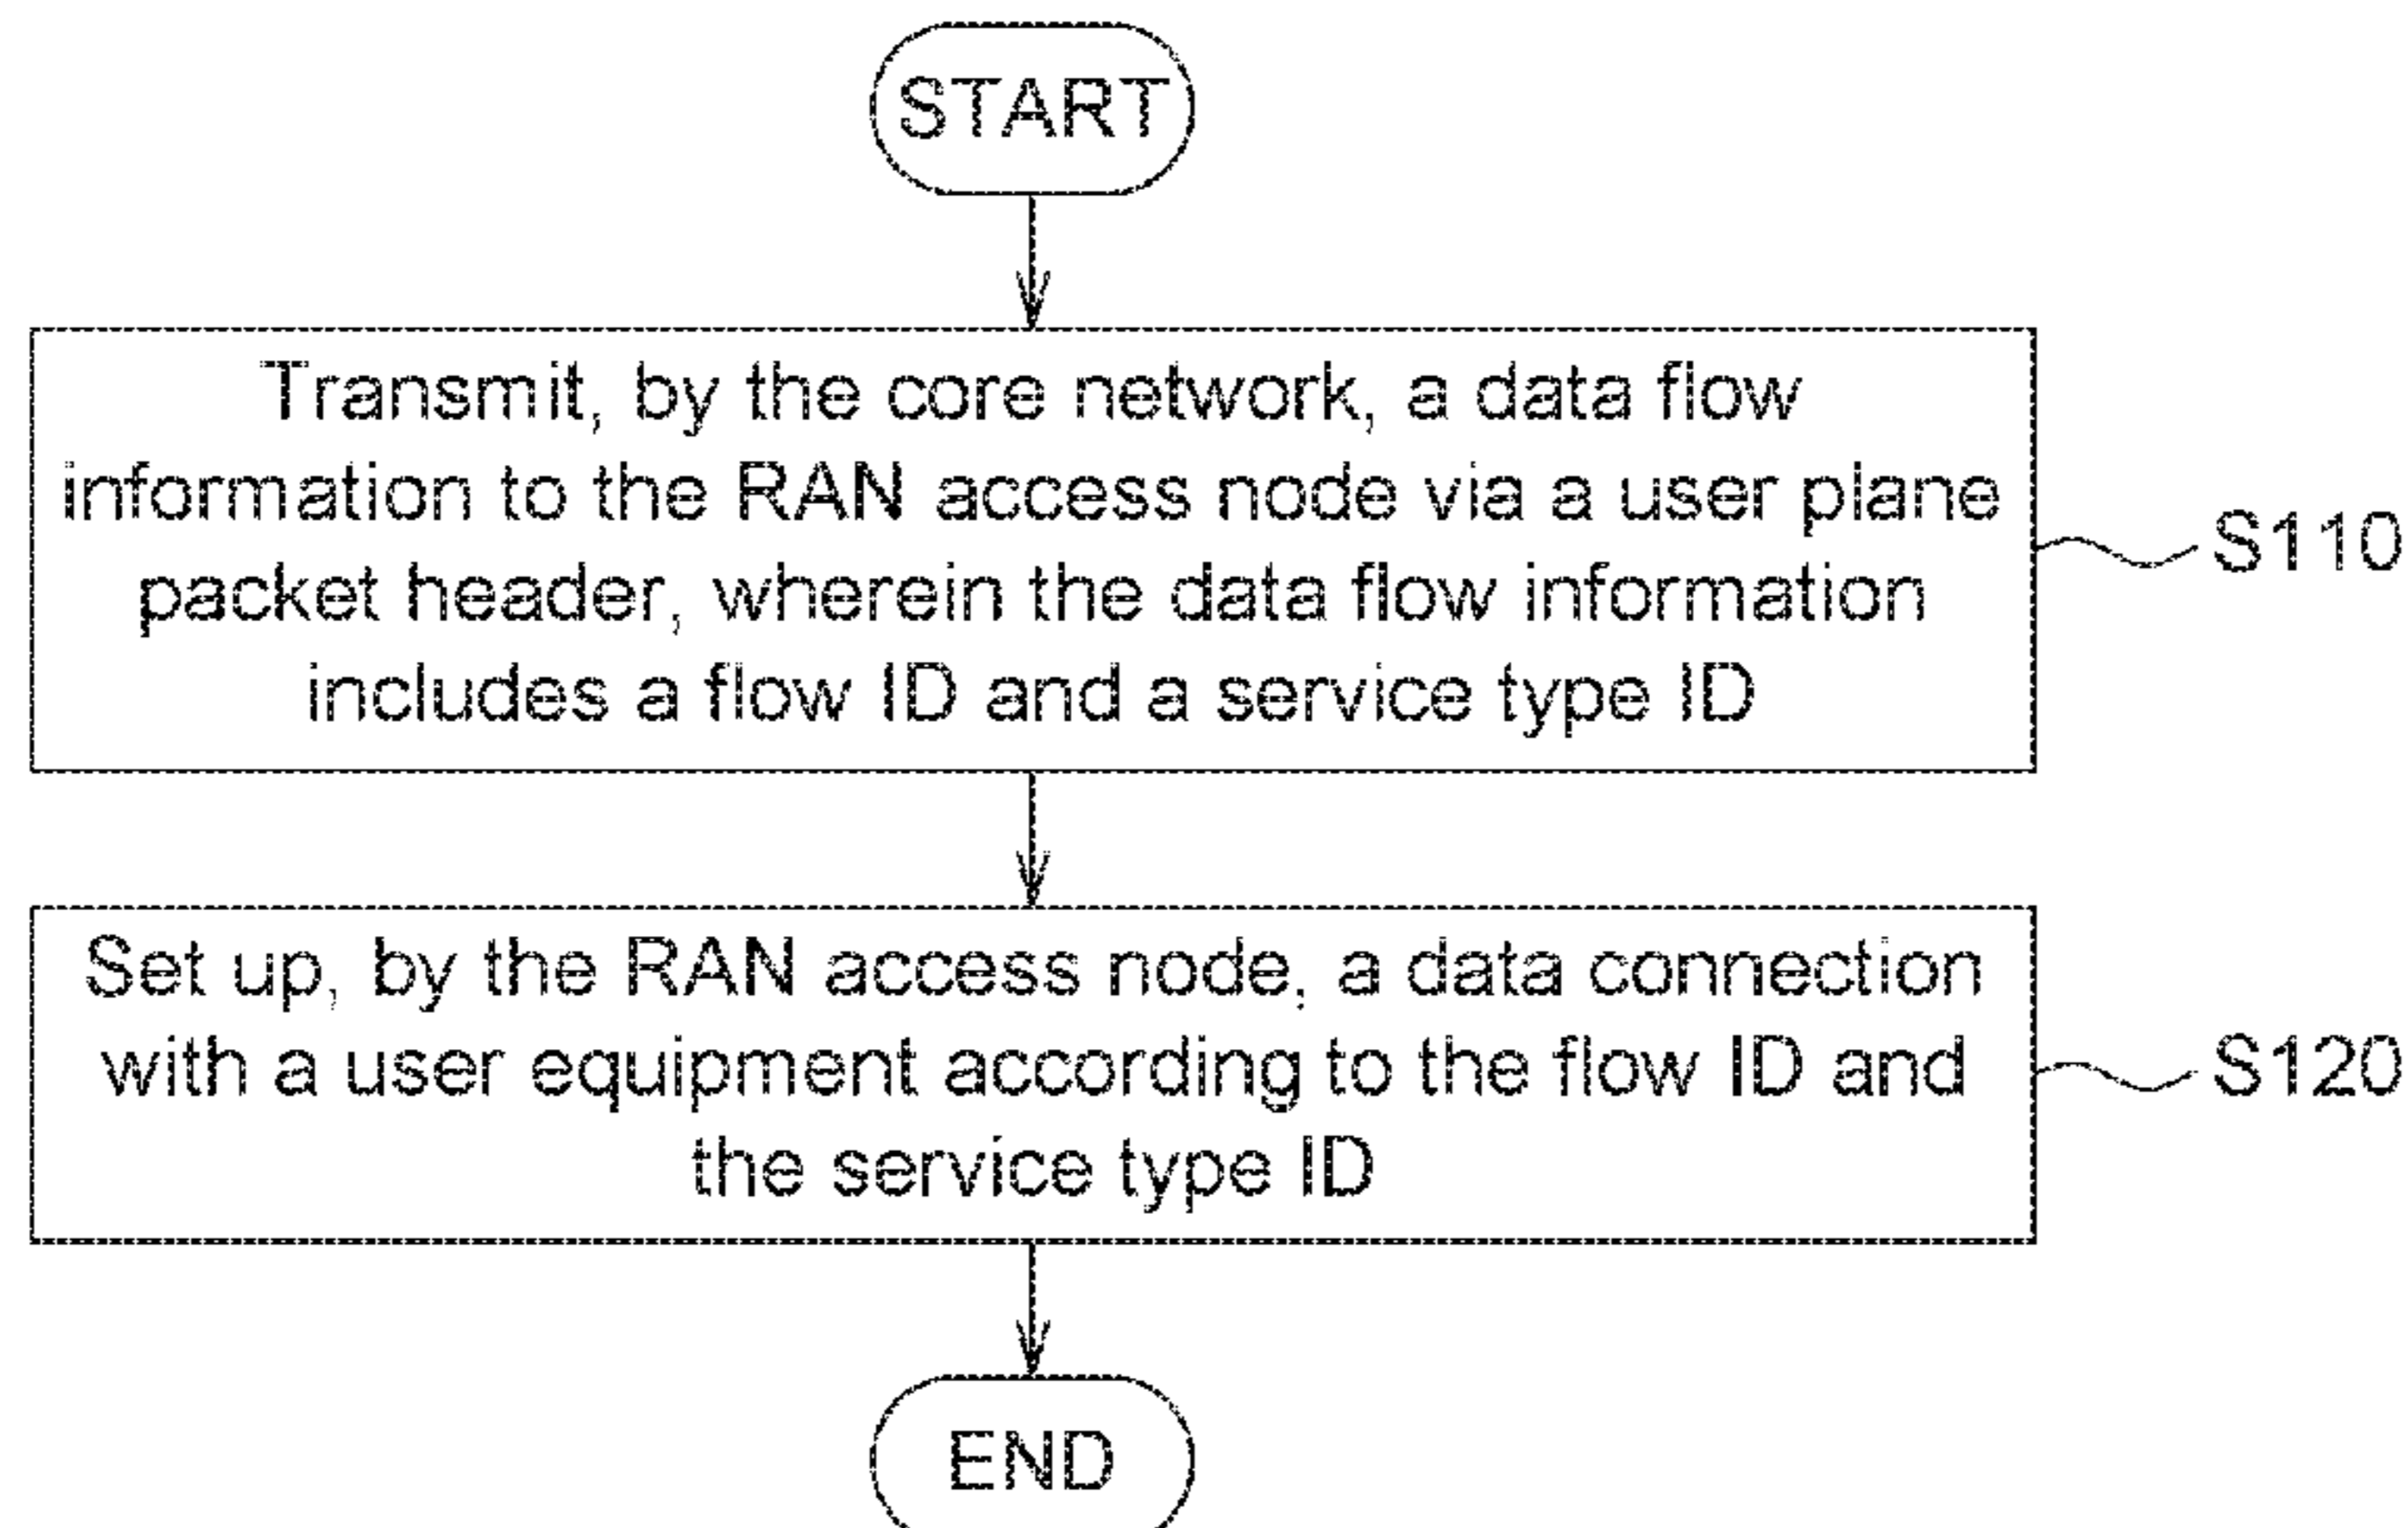 START
Transmit, by the core network, a data flow
information to the RAN access node via a user plane
packet header, wherein the data flow information
includes a flow ID and a service type ID
S110
Set up, by the RAN access node, a data connection
with a user equipment according to the flow ID and
the service type ID
S120
END